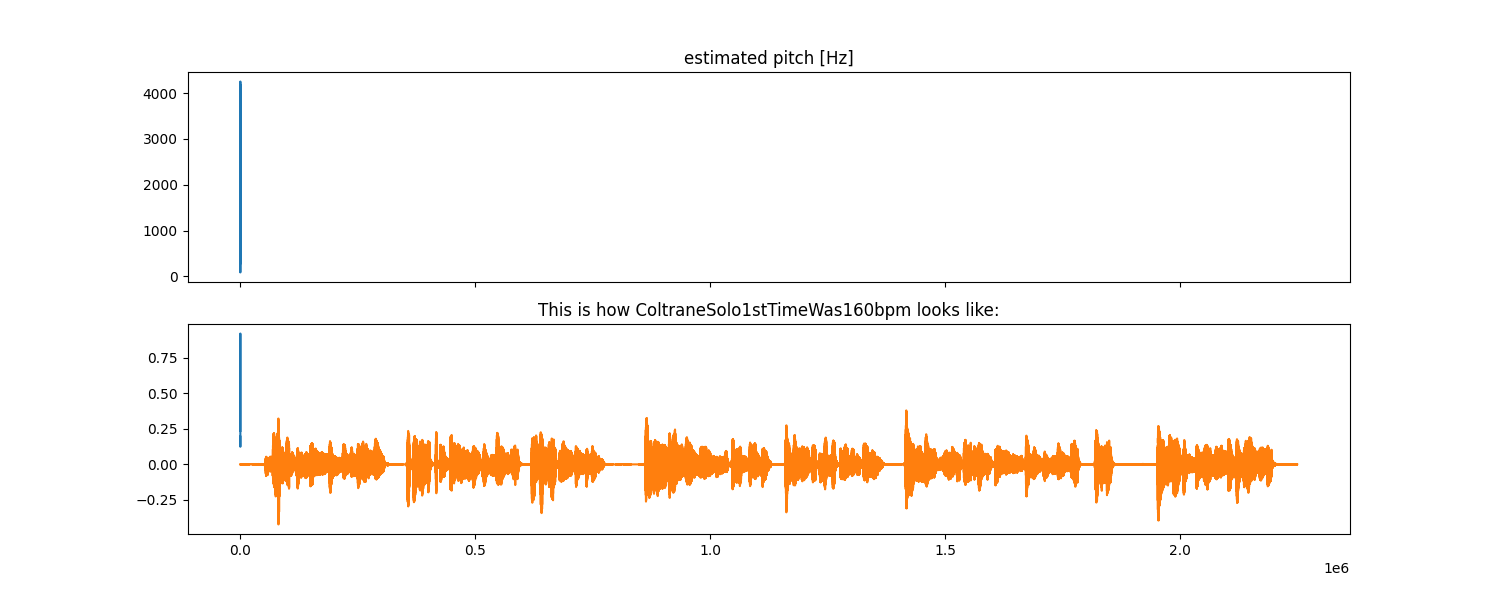 estimated pitch [Hz]
4000
3000
2000
1000
0
This is how ColtraneSolo1stTimeWas160bpm looks like:
0.75
0.50
0.25
0.00
−0.25
0.0 0.5 1.0 1.5 2.0
1e6